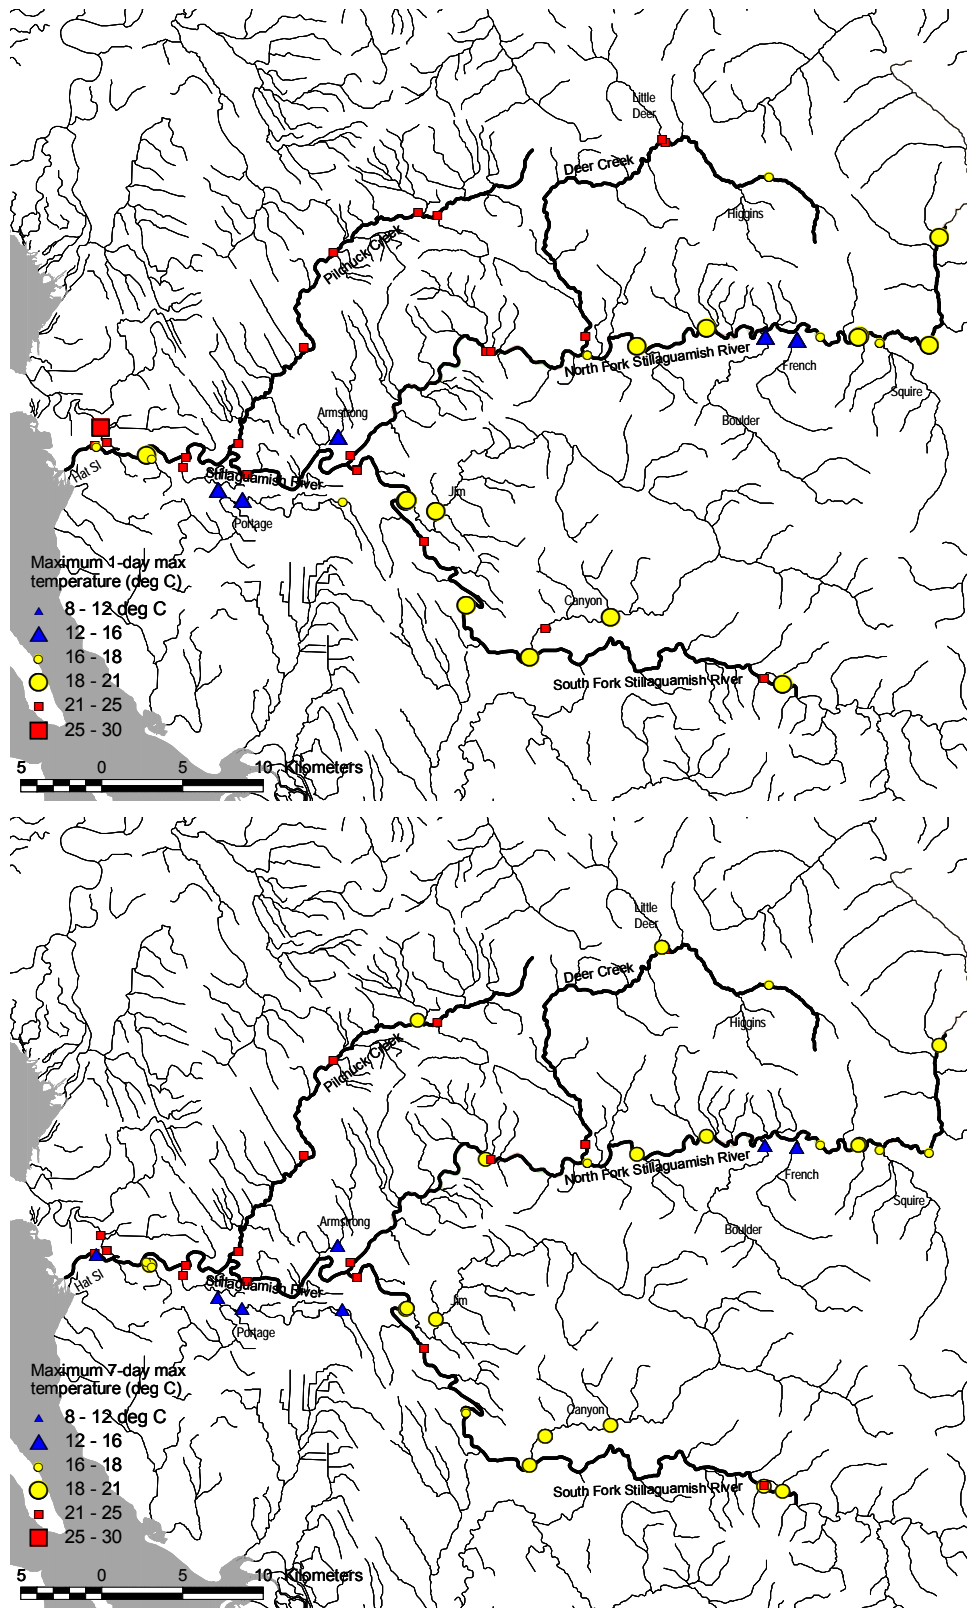 Little
Deer
Deer Creek
Higgins
Pilchuck Creek
North Fork Stillaguamish River
French
Squire
Armstrong
Boulder
Hat Sl
Stillaguamish River
Jim
Portage
Maximum 1-day max
temperature (deg C)
8 - 12 deg C
12 - 16
16 - 18
18 - 21
21 - 25
25 - 30
Canyon
South Fork Stillaguamish River
5 0 5 10 Kilometers
Little
Deer
Deer Creek
Higgins
Pilchuck Creek
North Fork Stillaguamish River
French
Squire
Armstrong
Boulder
Hat Sl
Stillaguamish River
Jim
Portage
Maximum 7-day max
temperature (deg C)
8 - 12 deg C
12 - 16
16 - 18
18 - 21
21 - 25
25 - 30
Canyon
South Fork Stillaguamish River
5 0 5 10 Kilometers